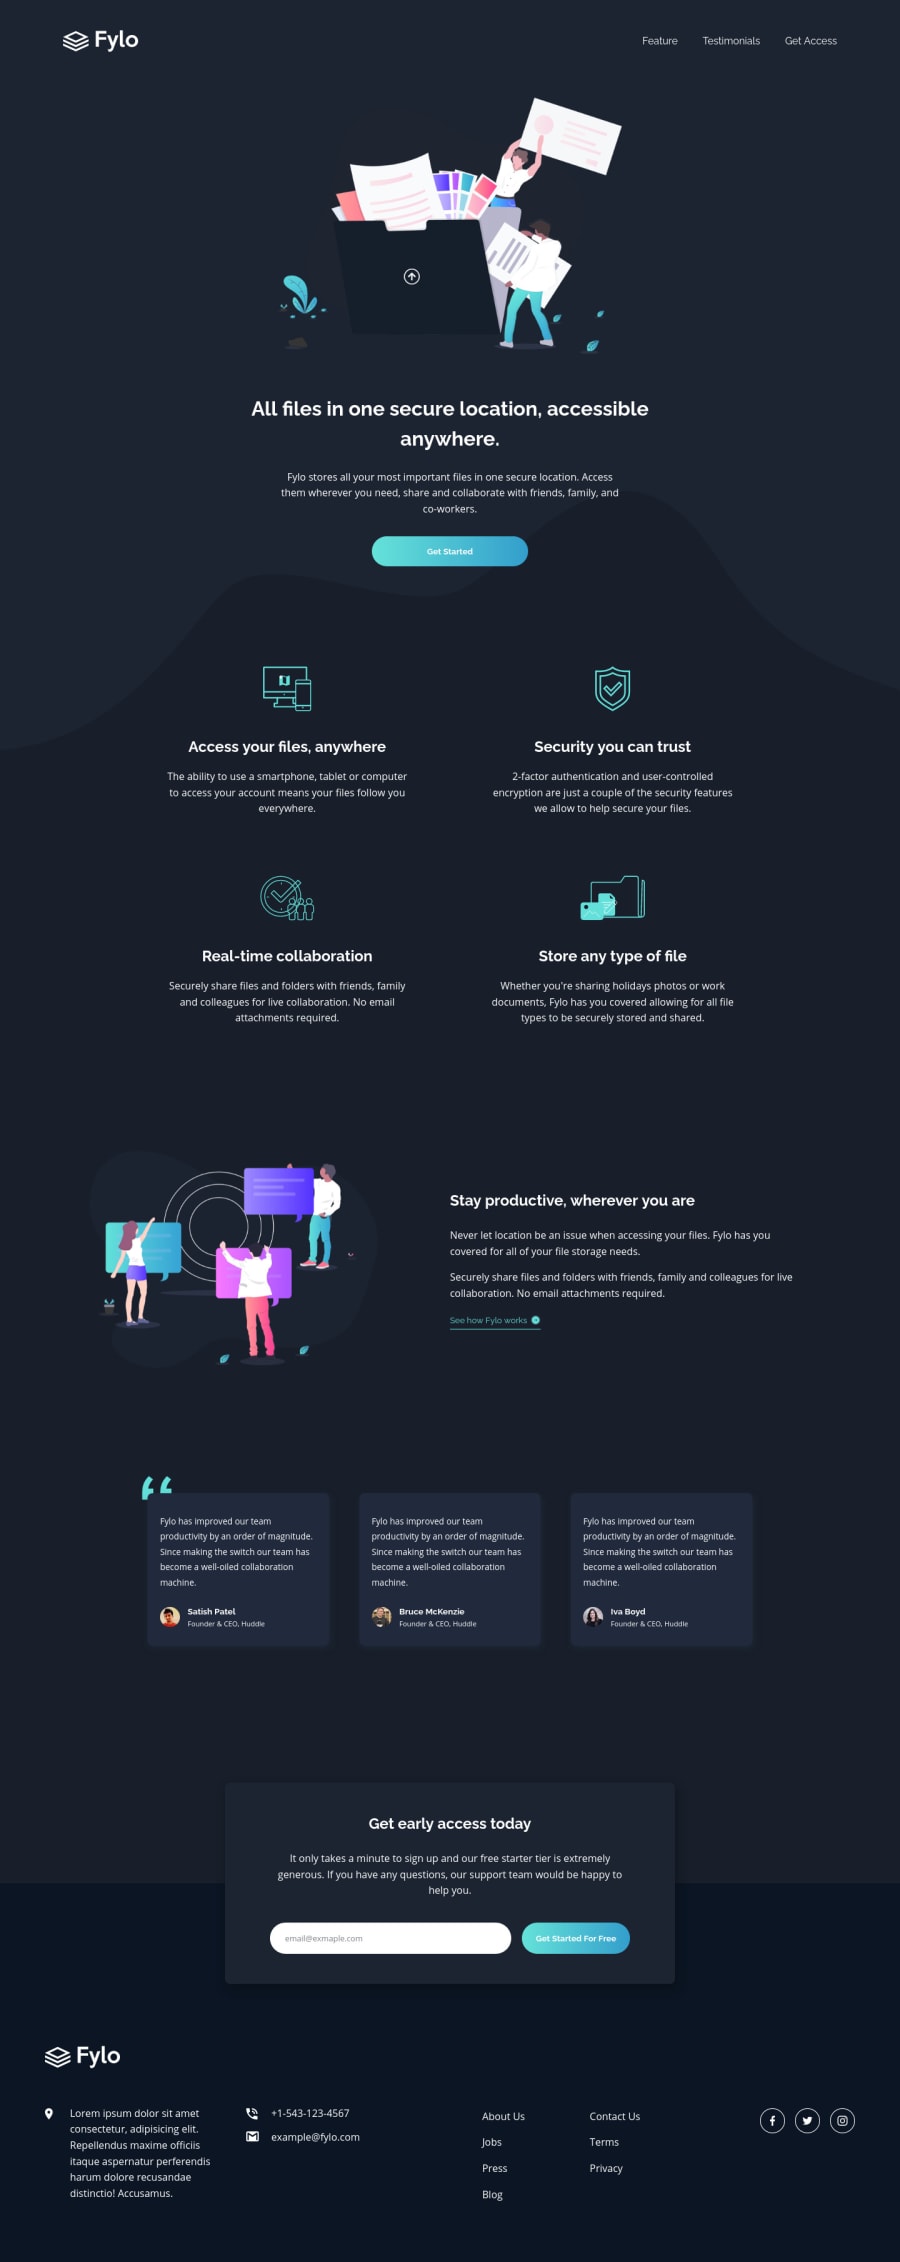 Fylo
Feature
Testimonials
Get Access
All files in one secure location, accessible
anywhere.
Fylo stores all your most important files in one secure location. Access
them wherever you need, share and collaborate with friends, family, and
co-workers.
Get Started
Access your files, anywhere
The ability to use a smartphone, tablet or computer
to access your account means your files follow you
everywhere.
Security you can trust
2-factor authentication and user-controlled
encryption are just a couple of the security features
we allow to help secure your files.
Real-time collaboration
Securely share files and folders with friends, family
and colleagues for live collaboration. No email
attachments required.
Store any type of file
Whether you're sharing holidays photos or work
documents, Fylo has you covered allowing for all file
types to be securely stored and shared.
Stay productive, wherever you are
Never let location be an issue when accessing your files. Fylo has you
covered for all of your file storage needs.
Securely share files and folders with friends, family and colleagues for live
collaboration. No email attachments required.
See how Fylo works
“
Fylo has improved our team
productivity by an order of magnitude.
Since making the switch our team has
become a well-oiled collaboration
machine.
Satish Patel
Founder & CEO, Huddle
Fylo has improved our team
productivity by an order of magnitude.
Since making the switch our team has
become a well-oiled collaboration
machine.
Bruce McKenzie
Founder & CEO, Huddle
Fylo has improved our team
productivity by an order of magnitude.
Since making the switch our team has
become a well-oiled collaboration
machine.
Iva Boyd
Founder & CEO, Huddle
Get early access today
It only takes a minute to sign up and our free starter tier is extremely
generous. If you have any questions, our support team would be happy to
help you.
email@exmaple.com
Get Started For Free
Fylo
Lorem ipsum dolor sit amet
consectetur, adipisicing elit.
Repellendus maxime officiis
itaque aspernatur perferendis
harum dolore recusandae
distinctio! Accusamus.
+1-543-123-4567
example@fylo.com
About Us
Jobs
Press
Blog
Contact Us
Terms
Privacy